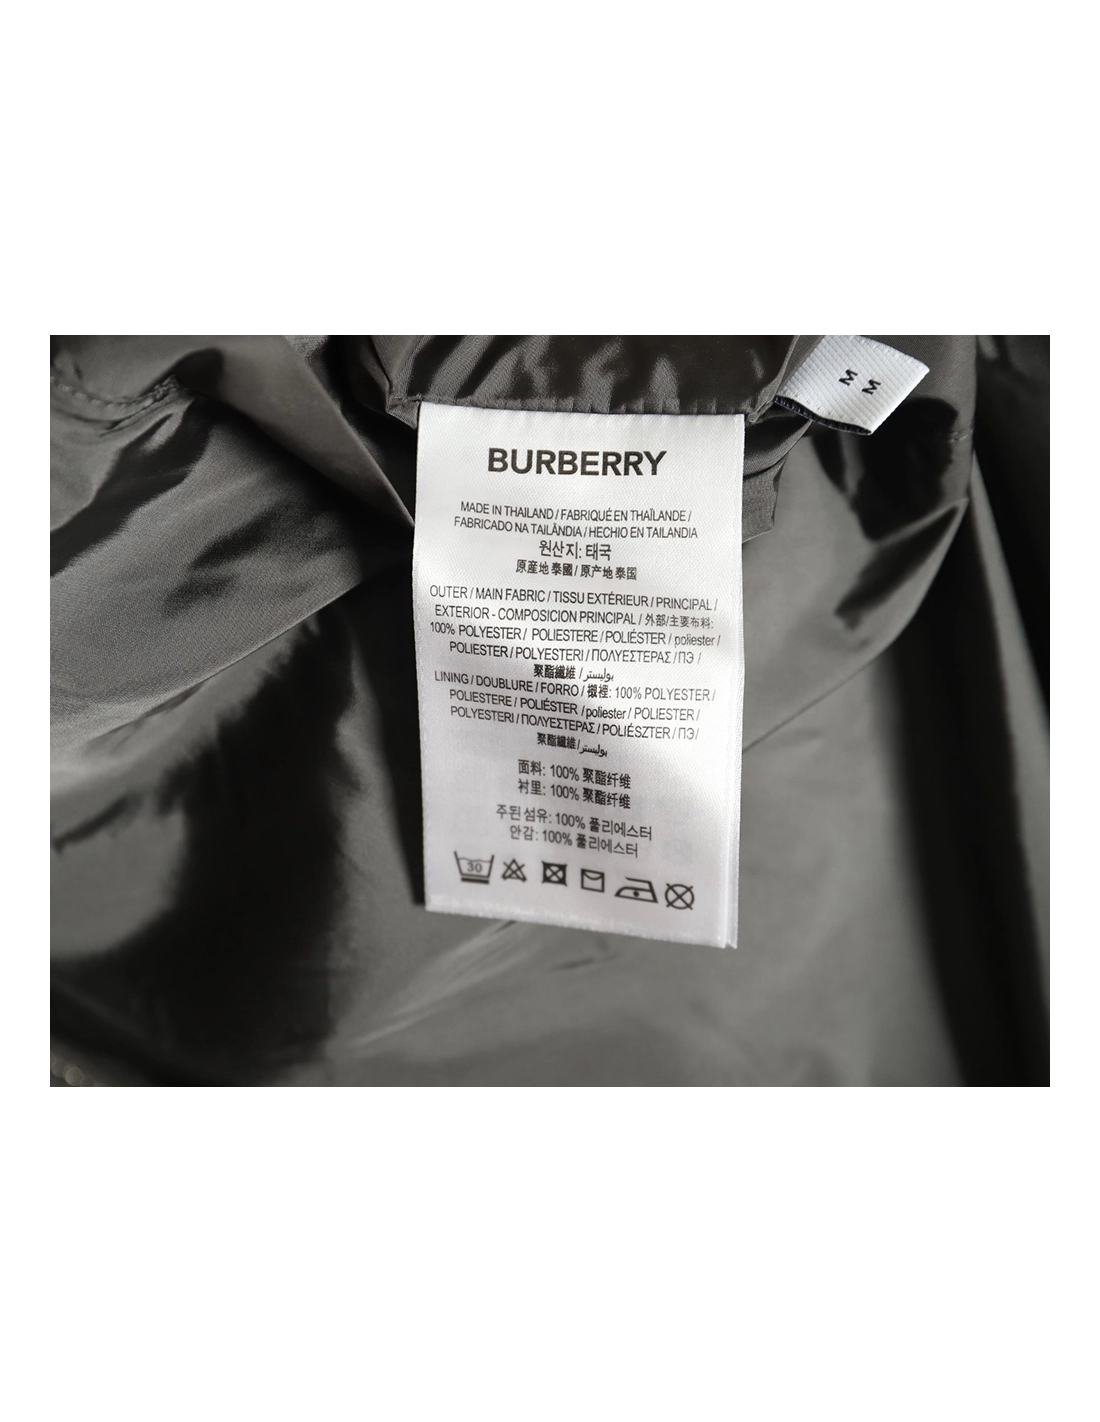 BURBERRY
MADE IN THAILAND / FABRIQUÉ EN THAÏLANDE /
FABRICADO NA TAILÂNDIA / HECHO EN TAILANDIA
원산지: 태국
原産地 泰國 / 原产地 泰国
OUTER / MAIN FABRIC / TISSU EXTÉRIEUR / PRINCIPAL /
EXTERIOR - COMPOSICION PRINCIPAL / 外部/主要布料:
100% POLYESTER / POLIESTERE / POLIÉSTER / poliester /
POLIESTER / POLYESTERI / ΠΟΛΥΕΣΤΕΡΑΣ / ПЭ /
聚酯纖維 / بوليستر
LINING / DOUBLURE / FORRO / 襯裡: 100% POLYESTER /
POLIESTERE / POLIÉSTER / poliester / POLIESTER /
POLYESTERI / ΠΟΛΥΕΣΤΕΡΑΣ / POLIÉSZTER / ПЭ/
聚酯纖維 / بوليستر
面料: 100% 聚酯纤维
衬里: 100% 聚酯纤维
주된 섬유: 100% 폴리에스터
안감: 100% 폴리에스터
30
M
M